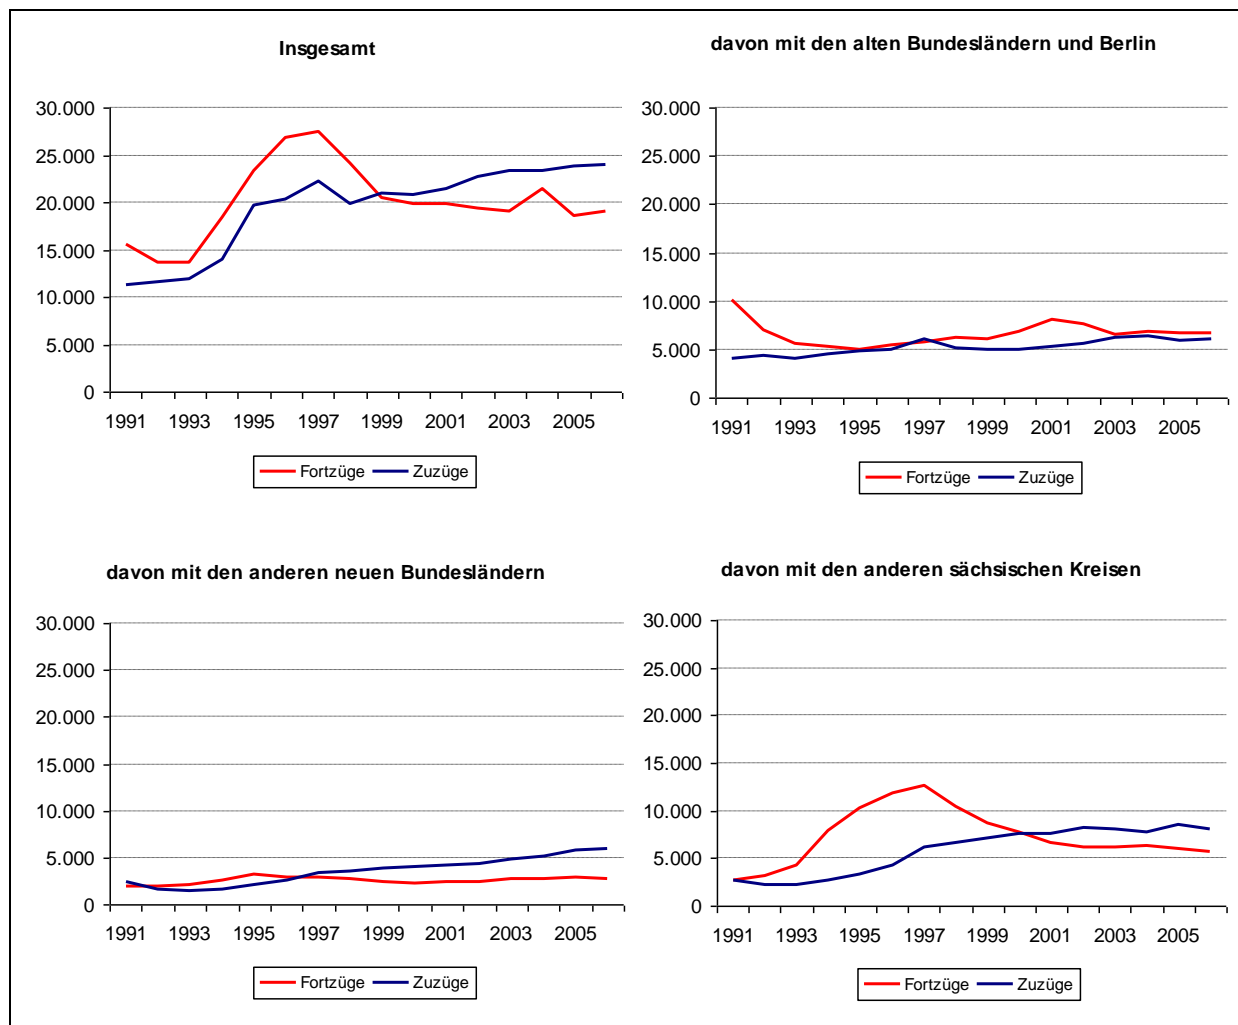 Insgesamt
30.000
25.000
20.000
15.000
10.000
5.000
0
1991 1993 1995 1997 1999 2001 2003 2005
Fortzüge Zuzüge
davon mit den alten Bundesländern und Berlin
30.000
25.000
20.000
15.000
10.000
5.000
0
1991 1993 1995 1997 1999 2001 2003 2005
Fortzüge Zuzüge
davon mit den anderen neuen Bundesländern
30.000
25.000
20.000
15.000
10.000
5.000
0
1991 1993 1995 1997 1999 2001 2003 2005
Fortzüge Zuzüge
davon mit den anderen sächsischen Kreisen
30.000
25.000
20.000
15.000
10.000
5.000
0
1991 1993 1995 1997 1999 2001 2003 2005
Fortzüge Zuzüge